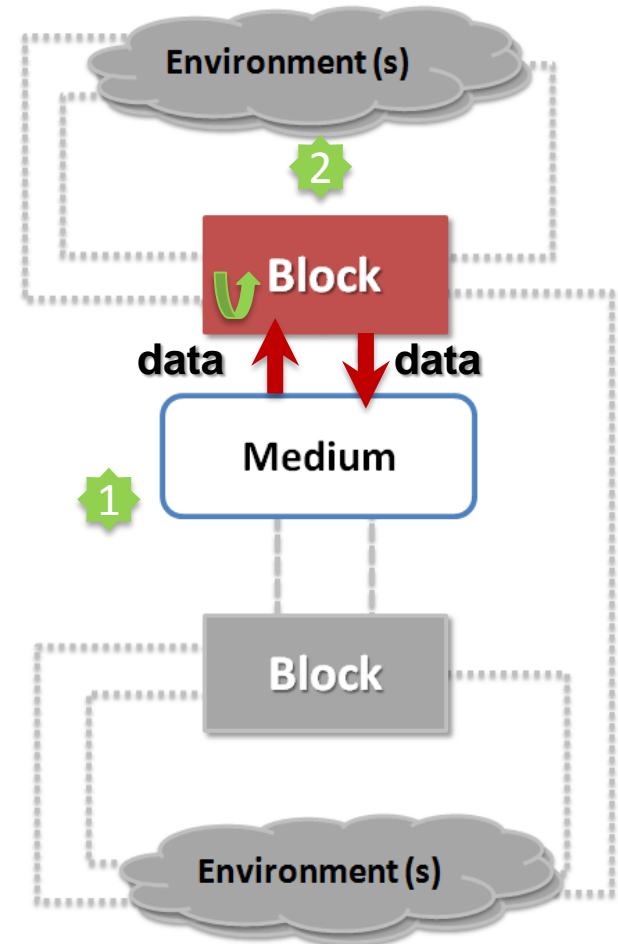 Environment (s)
2
Block
data
data
Medium
1
Block
Environment (s)